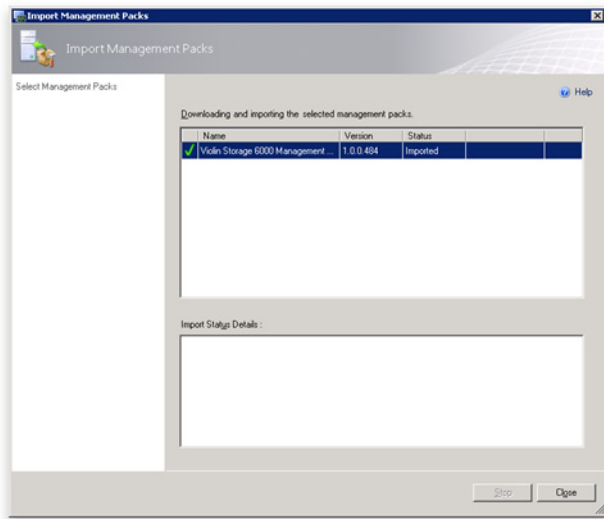 Import Management Packs
Import Management Packs
Select Management Packs
Help
Downloading and importing the selected management packs.
Name Version Status
Violin Storage 6000 Management ... 1.0.0.484 Imported
Import Status Details :
Stop Close